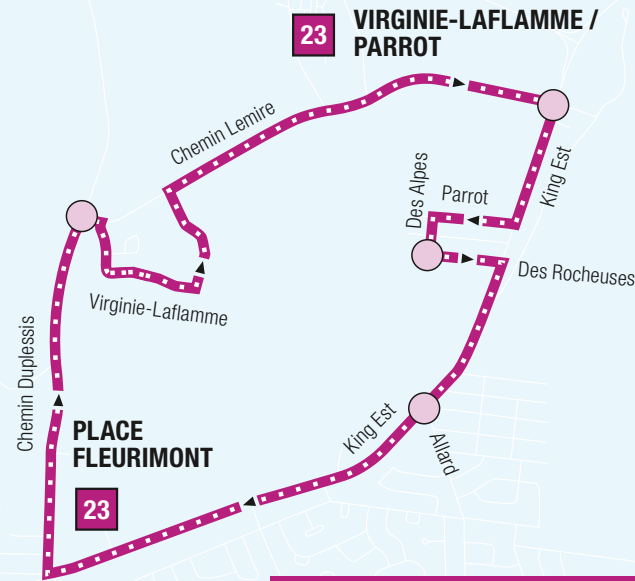 23
VIRGINIE-LAFLAMME /
PARROT
Chemin Lemire
Des Alpes
Parrot
King Est
Des Rocheuses
Virginie-Laflamme
Chemin Duplessis
King Est
Allard
PLACE
FLEURIMONT
23